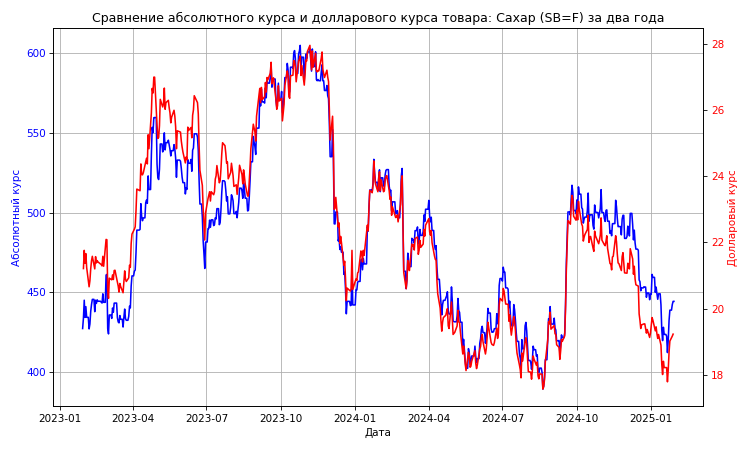 Сравнение абсолютного курса и долларового курса товара: Сахар (SB=F) за два года
Абсолютный курс
600
550
500
450
400
28
26
24
22
20
18
Долларовый курс
2023-01 2023-04 2023-07 2023-10 2024-01 2024-04 2024-07 2024-10 2025-01
Дата